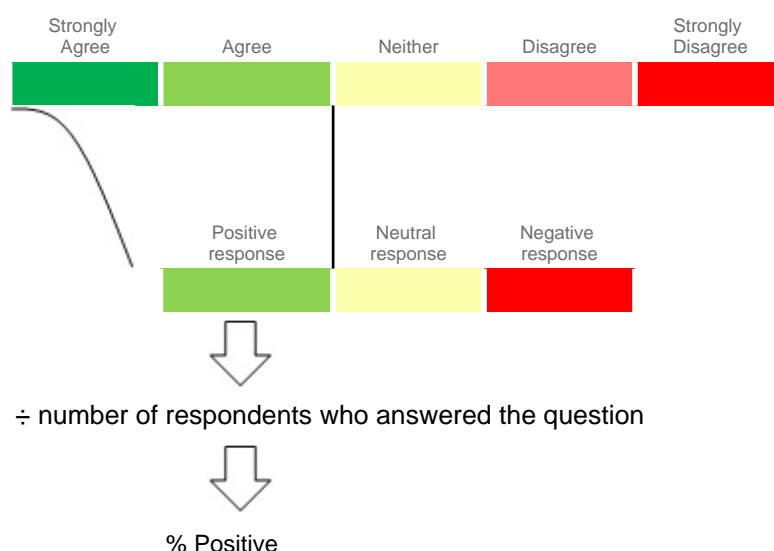 Strongly
Agree
Agree
Neither
Disagree
Strongly
Disagree
Positive
response
Neutral
response
Negative
response
÷ number of respondents who answered the question
% Positive